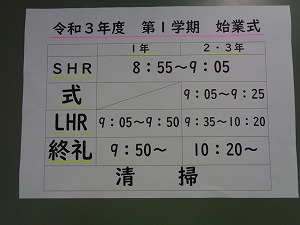 令和３年度　第１学期　始業式
１年　２・３年
ＳＨＲ　８：５５～９：０５
式　９：０５～９：２５
LHR　９：０５～９：５０　９：３５～１０：２０
終礼　９：５０～　１０：２０～
清　掃